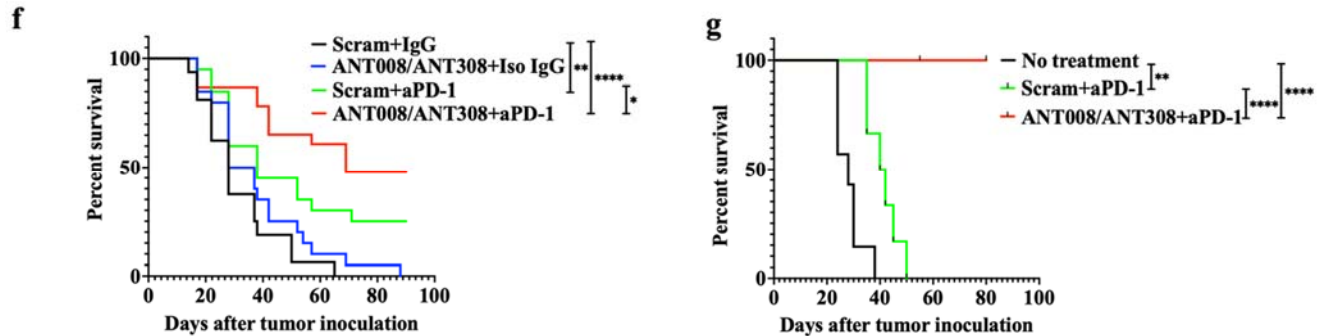 f
Percent survival
100
50
0
0 20 40 60 80 100
Days after tumor inoculation
Scram+IgG
ANT008/ANT308+Iso IgG
Scram+aPD-1
ANT008/ANT308+aPD-1
**
****
*
g
Percent survival
100
50
0
0 20 40 60 80 100
Days after tumor inoculation
No treatment
Scram+aPD-1
ANT008/ANT308+aPD-1
**
****
****